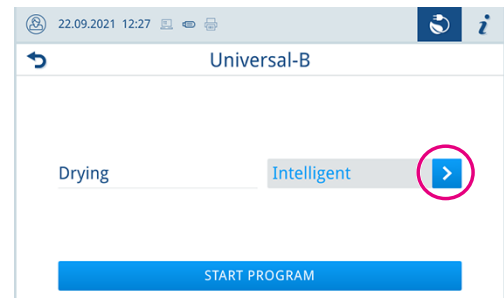 22.09.2021 12:27 i
Universal-B
Drying Intelligent
START PROGRAM